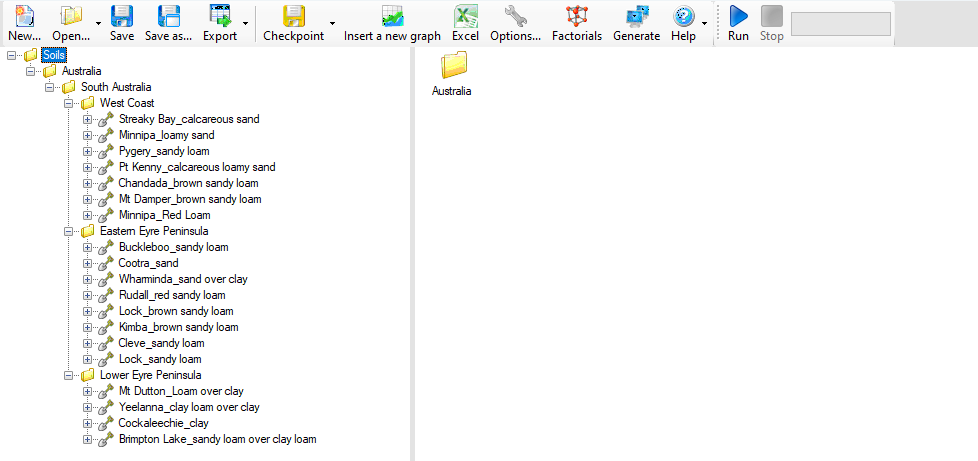 New... Open... Save Save as... Export Checkpoint Insert a new graph Excel Options... Factorials Generate Help Run Stop
Soils
Australia
South Australia
West Coast
Streaky Bay_calcareous sand
Minnipa_loamy sand
Pygery_sandy loam
Pt Kenny_calcareous loamy sand
Chandada_brown sandy loam
Mt Damper_brown sandy loam
Minnipa_Red Loam
Eastern Eyre Peninsula
Buckleboo_sandy loam
Cootra_sand
Wharminda_sand over clay
Rudall_red sandy loam
Lock_brown sandy loam
Kimba_brown sandy loam
Cleve_sandy loam
Lock_sandy loam
Lower Eyre Peninsula
Mt Dutton_Loam over clay
Yeelanna_clay loam over clay
Cockaleechie_clay
Brimpton Lake_sandy loam over clay loam
Australia